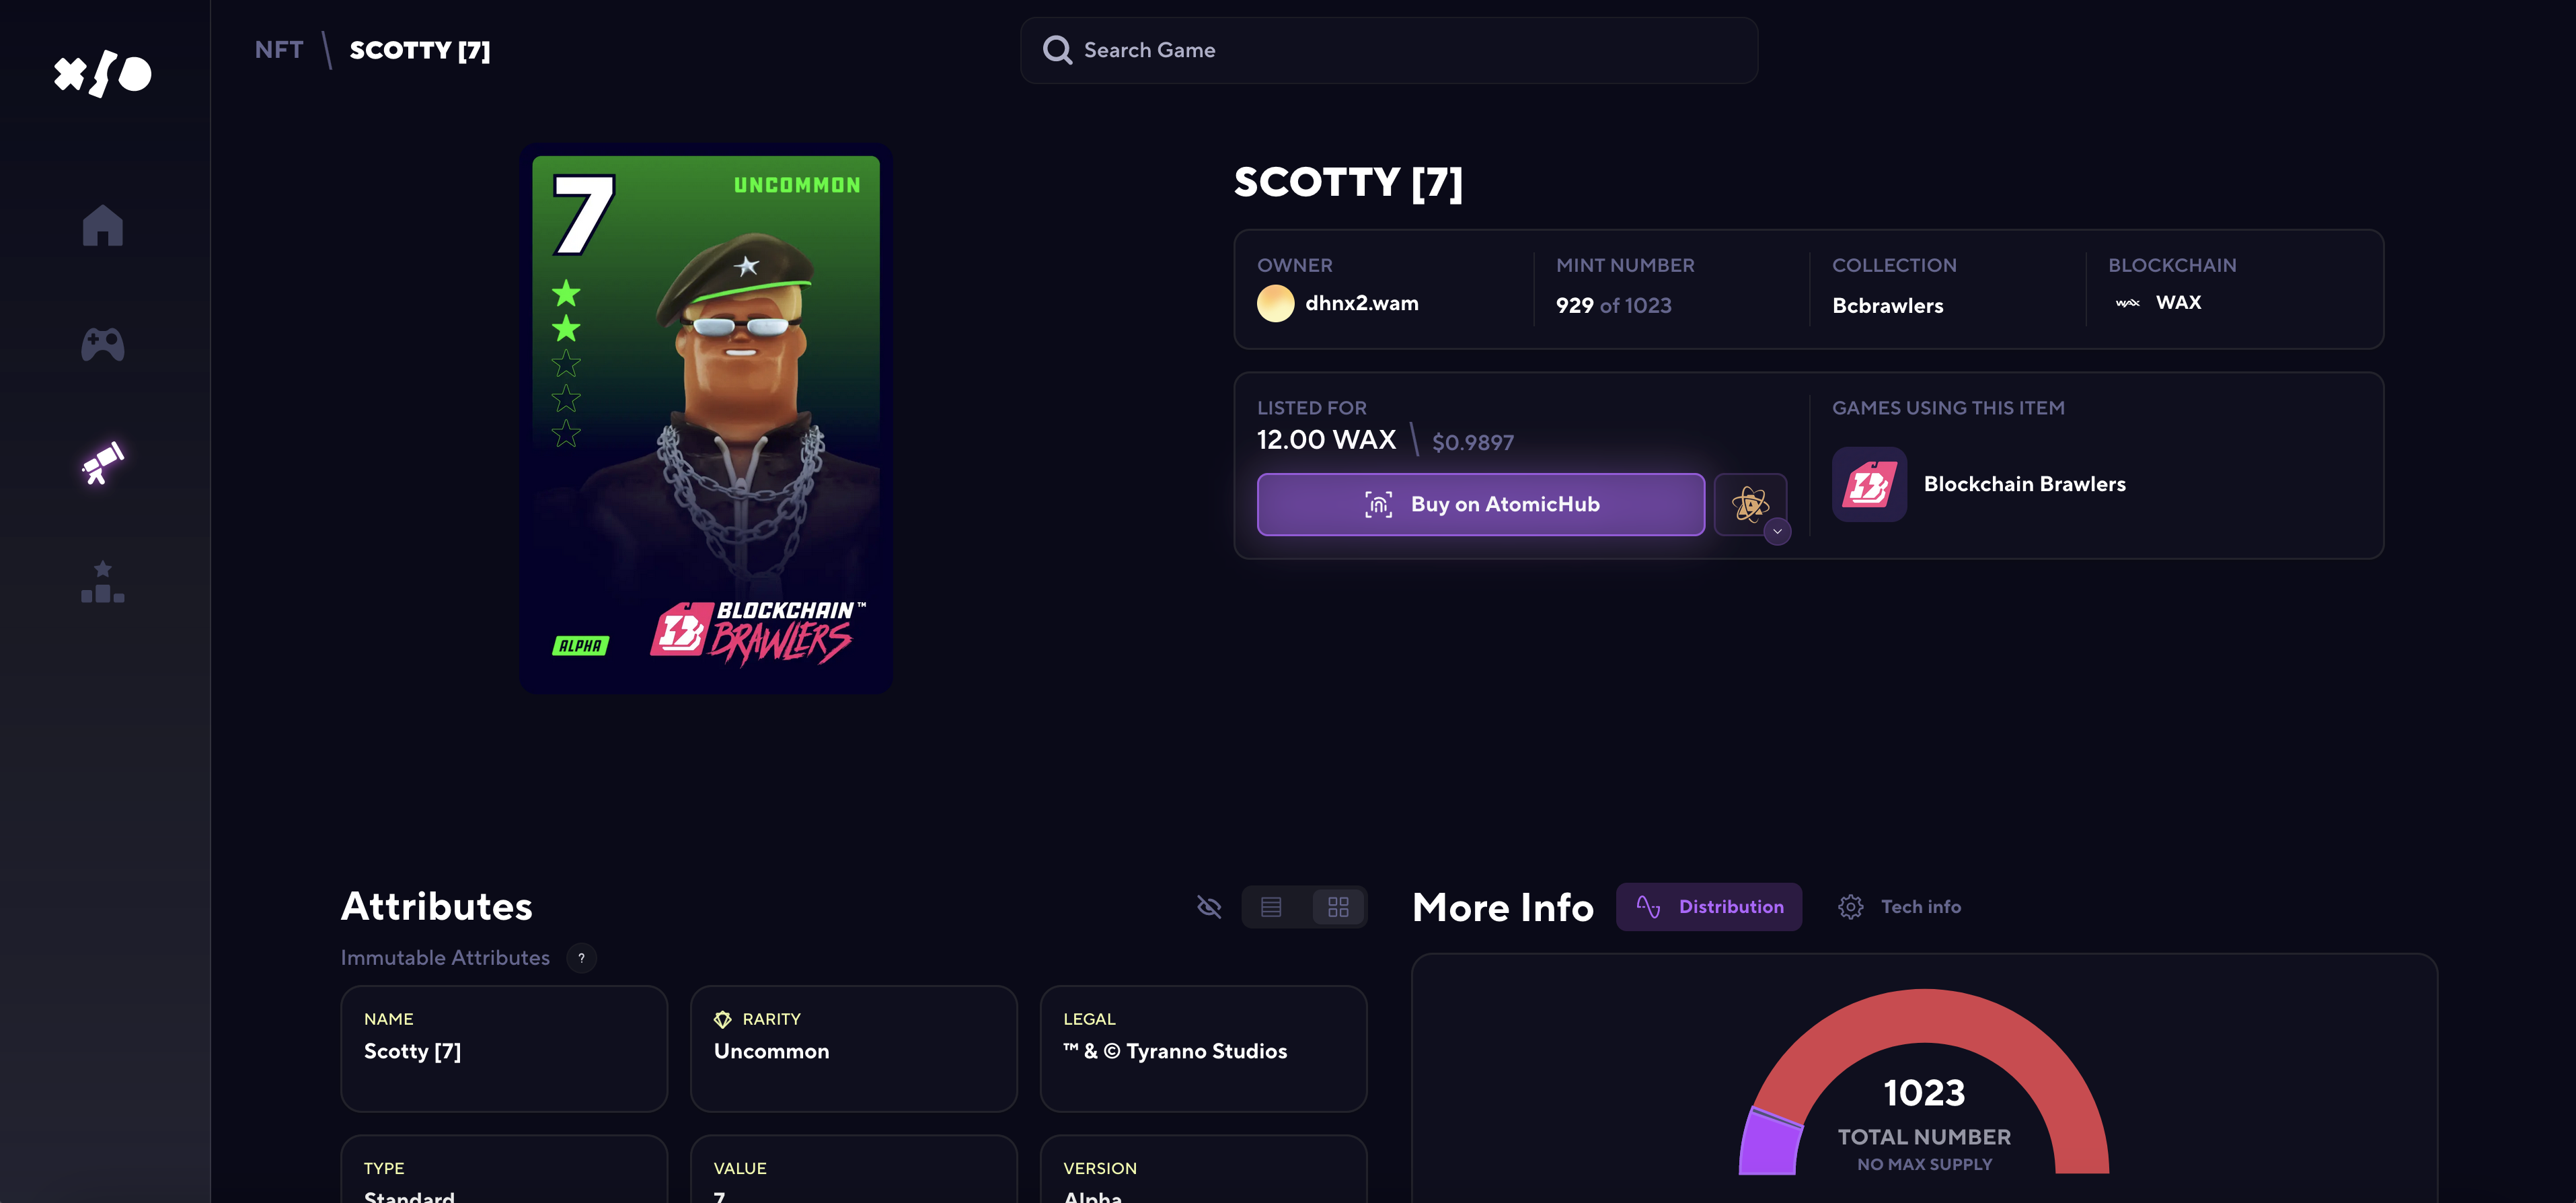 NFT \ SCOTTY [7]
Search Game
7
UNCOMMON
ALPHA
BLOCKCHAIN™
BRAWLERS
SCOTTY [7]
OWNER
dhnx2.wam
MINT NUMBER
929 of 1023
COLLECTION
Bcbrawlers
BLOCKCHAIN
WAX
LISTED FOR
12.00 WAX \ $0.9897
Buy on AtomicHub
GAMES USING THIS ITEM
Blockchain Brawlers
Attributes
Immutable Attributes ?
NAME
Scotty [7]
RARITY
Uncommon
LEGAL
™ & © Tyranno Studios
TYPE
Standard
VALUE
7
VERSION
Alpha
More Info
Distribution
Tech info
1023
TOTAL NUMBER
NO MAX SUPPLY